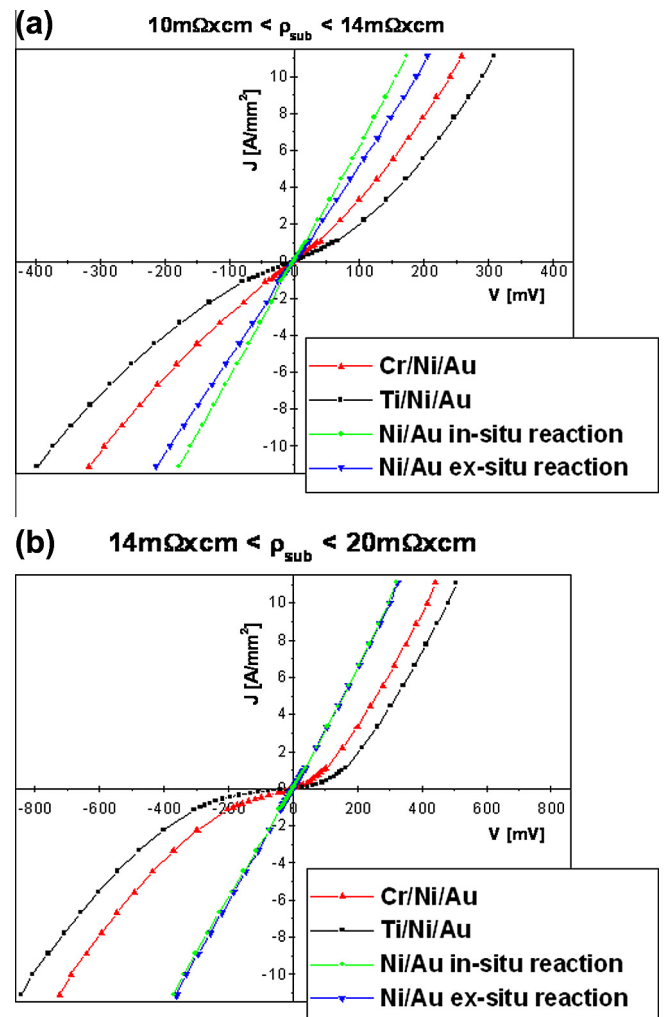 (a)
10mΩxcm < ρsub < 14mΩxcm
J [A/mm²]
10
8
6
4
2
0
-400 -300 -200 -100 0 100 200 300 400
V [mV]
-2
-4
-6
-8
-10
Cr/Ni/Au
Ti/Ni/Au
Ni/Au in-situ reaction
Ni/Au ex-situ reaction
(b)
14mΩxcm < ρsub < 20mΩxcm
J [A/mm²]
10
8
6
4
2
0
-800 -600 -400 -200 0 200 400 600 800
V [mV]
-2
-4
-6
-8
-10
Cr/Ni/Au
Ti/Ni/Au
Ni/Au in-situ reaction
Ni/Au ex-situ reaction